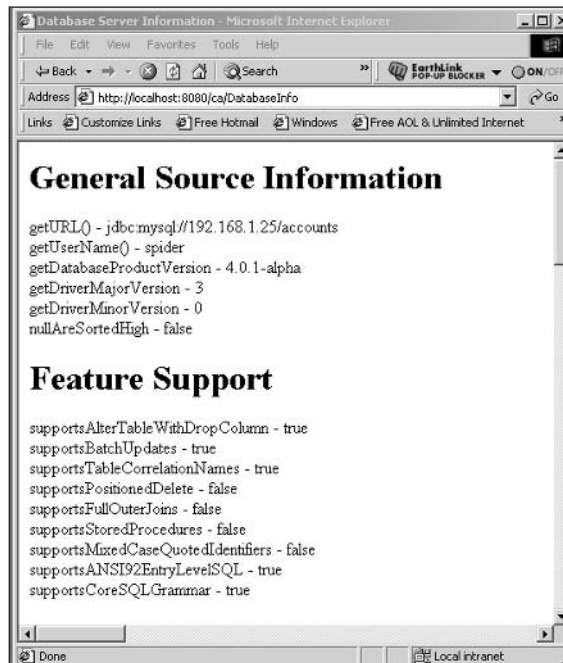 Database Server Information - Microsoft Internet Explorer
File Edit View Favorites Tools Help
Back Search » EarthLink POP-UP BLOCKER ON/OFF
Address http://localhost:8080/ca/DatabaseInfo Go
Links Customize Links Free Hotmail Windows Free AOL & Unlimited Internet »
General Source Information
getURL() - jdbc:mysql://192.168.1.25/accounts
getUserName() - spider
getDatabaseProductVersion - 4.0.1-alpha
getDriverMajorVersion - 3
getDriverMinorVersion - 0
nullAreSortedHigh - false
Feature Support
supportsAlterTableWithDropColumn - true
supportsBatchUpdates - true
supportsTableCorrelationNames - true
supportsPositionedDelete - false
supportsFullOuterJoins - false
supportsStoredProcedures - false
supportsMixedCaseQuotedIdentifiers - false
supportsANSI92EntryLevelSQL - true
supportsCoreSQLGrammar - true
Done Local intranet